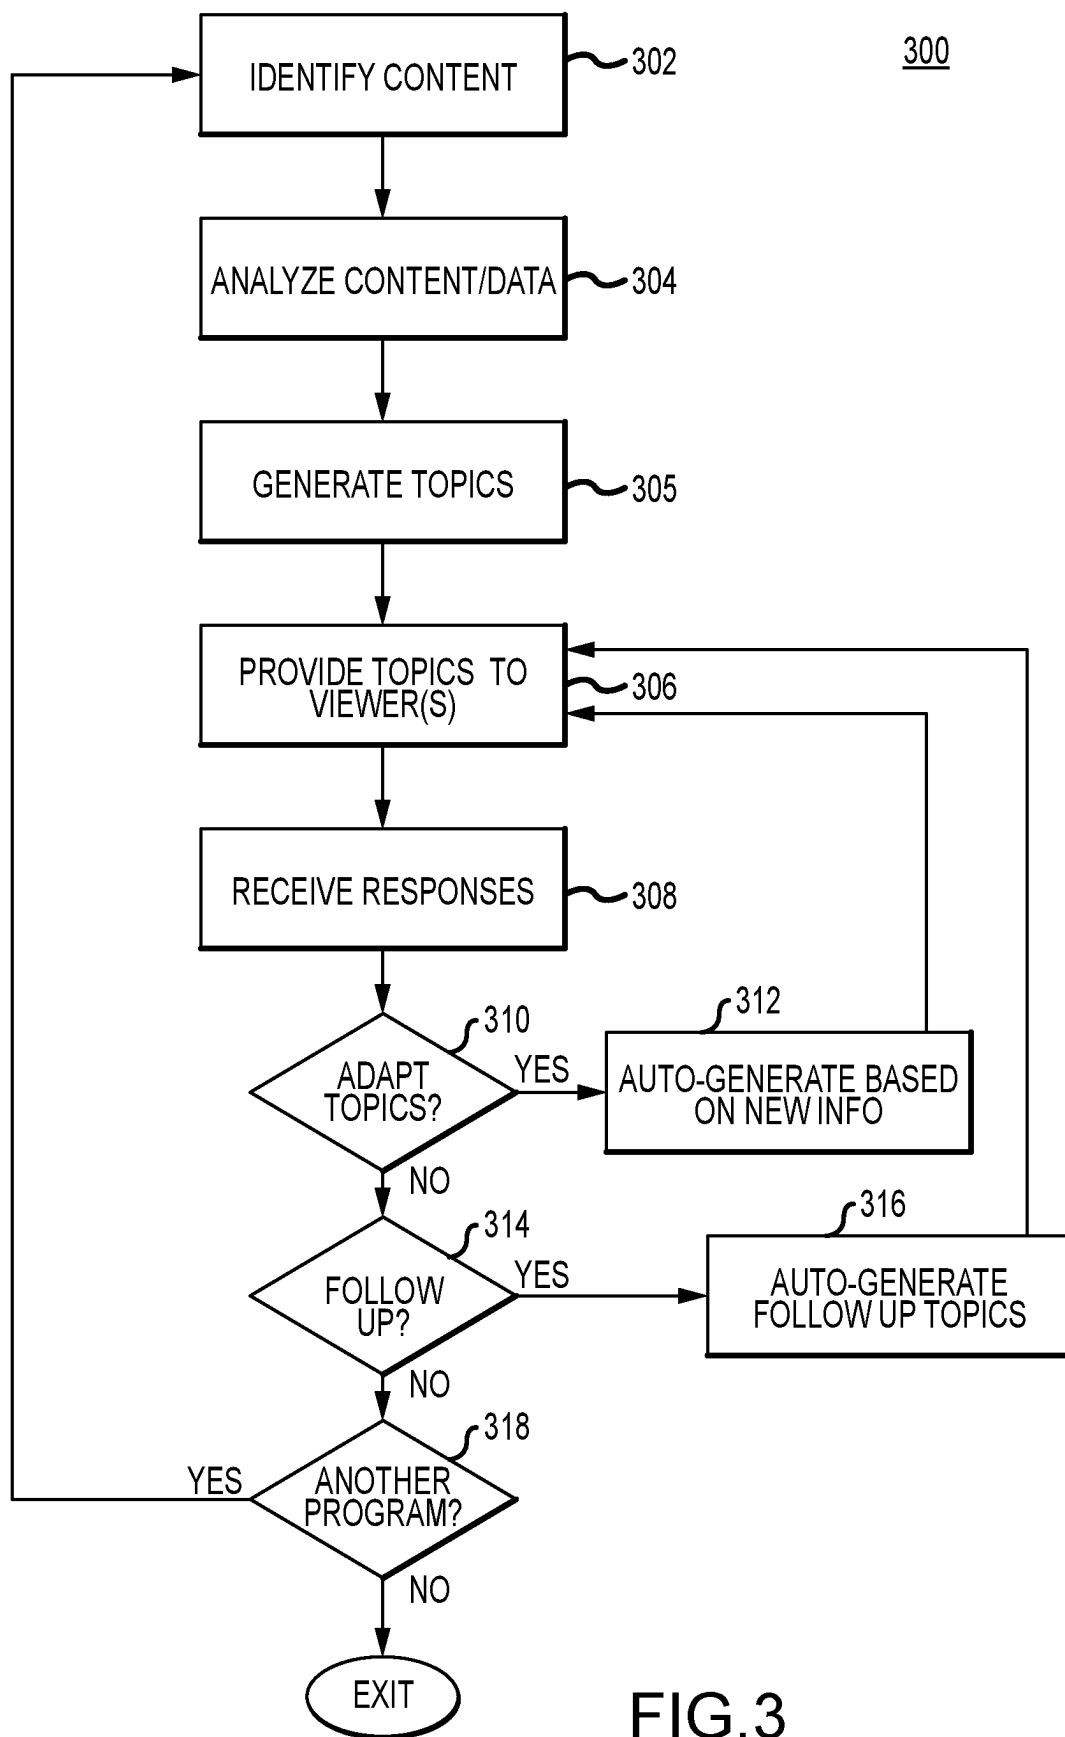 300
IDENTIFY CONTENT
302
ANALYZE CONTENT/DATA
304
GENERATE TOPICS
305
PROVIDE TOPICS TO
VIEWER(S)
306
RECEIVE RESPONSES
308
310
ADAPT
TOPICS?
YES
NO
312
AUTO-GENERATE BASED
ON NEW INFO
314
FOLLOW
UP?
YES
NO
316
AUTO-GENERATE
FOLLOW UP TOPICS
318
ANOTHER
PROGRAM?
YES
NO
EXIT
FIG.3